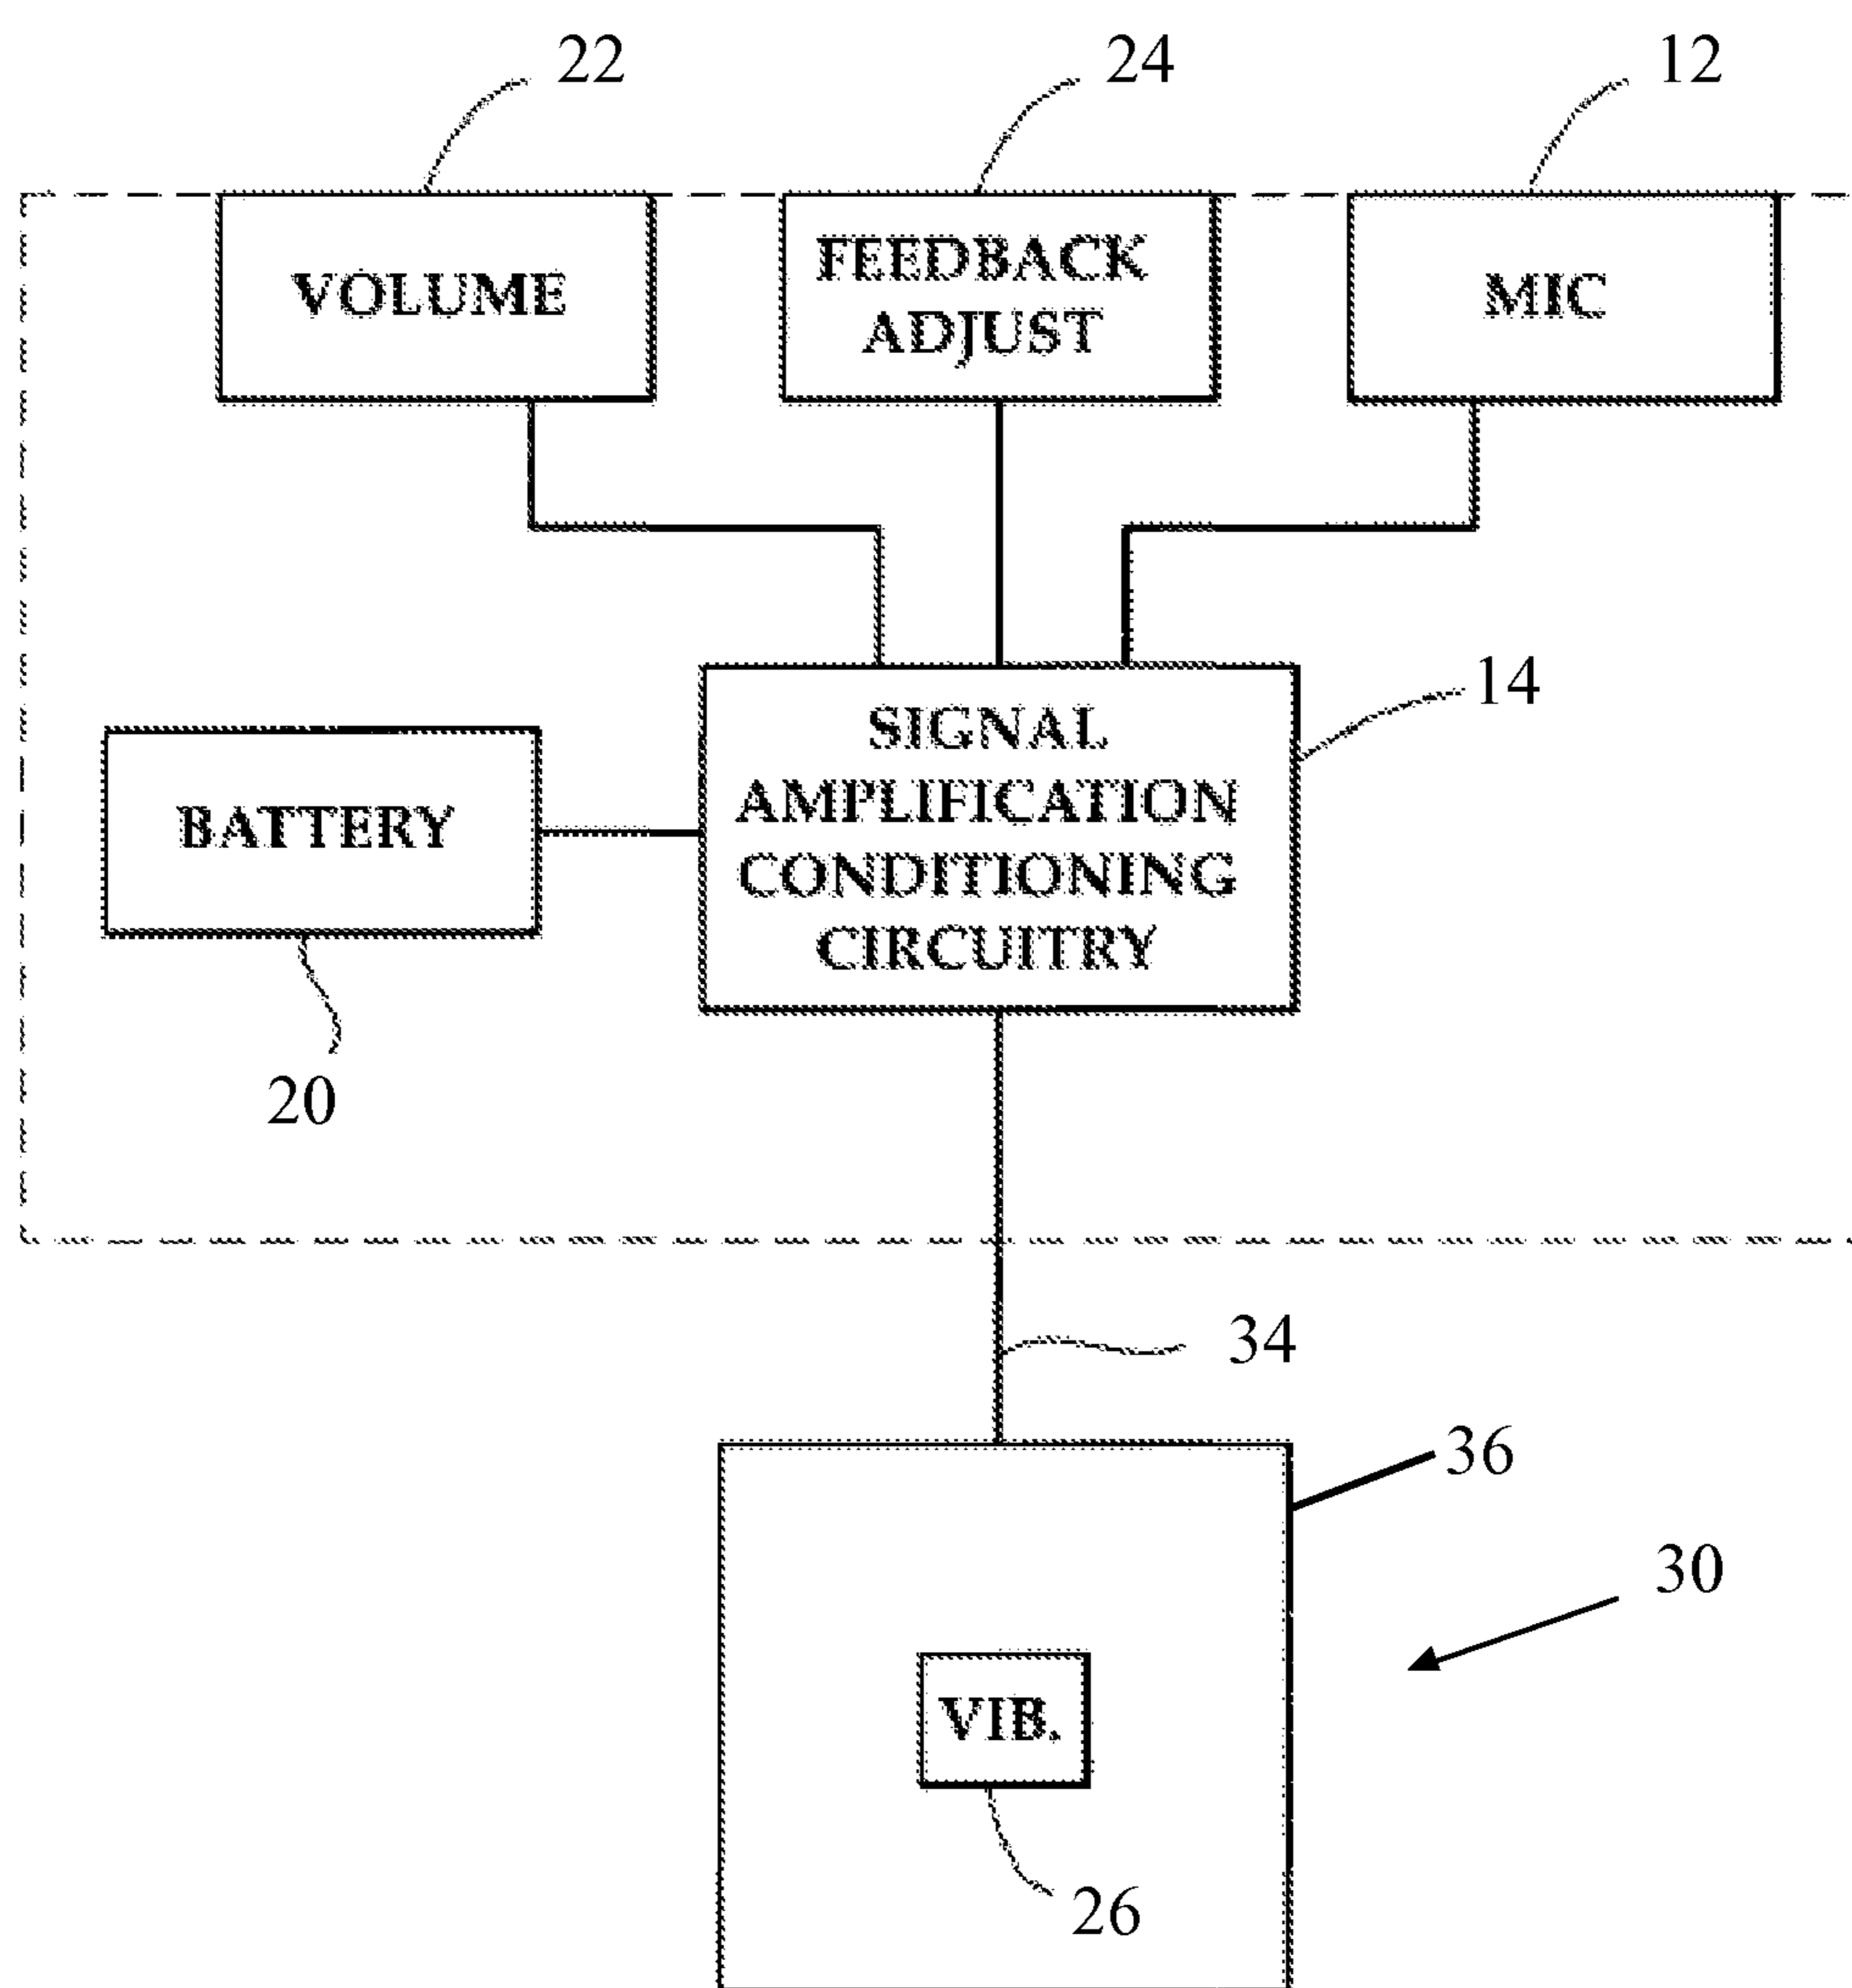 22
24
12
VOLUME
FEEDBACK
ADJUST
MIC
14
SIGNAL
AMPLIFICATION
CONDITIONING
CIRCUITRY
BATTERY
20
34
36
30
VIB.
26